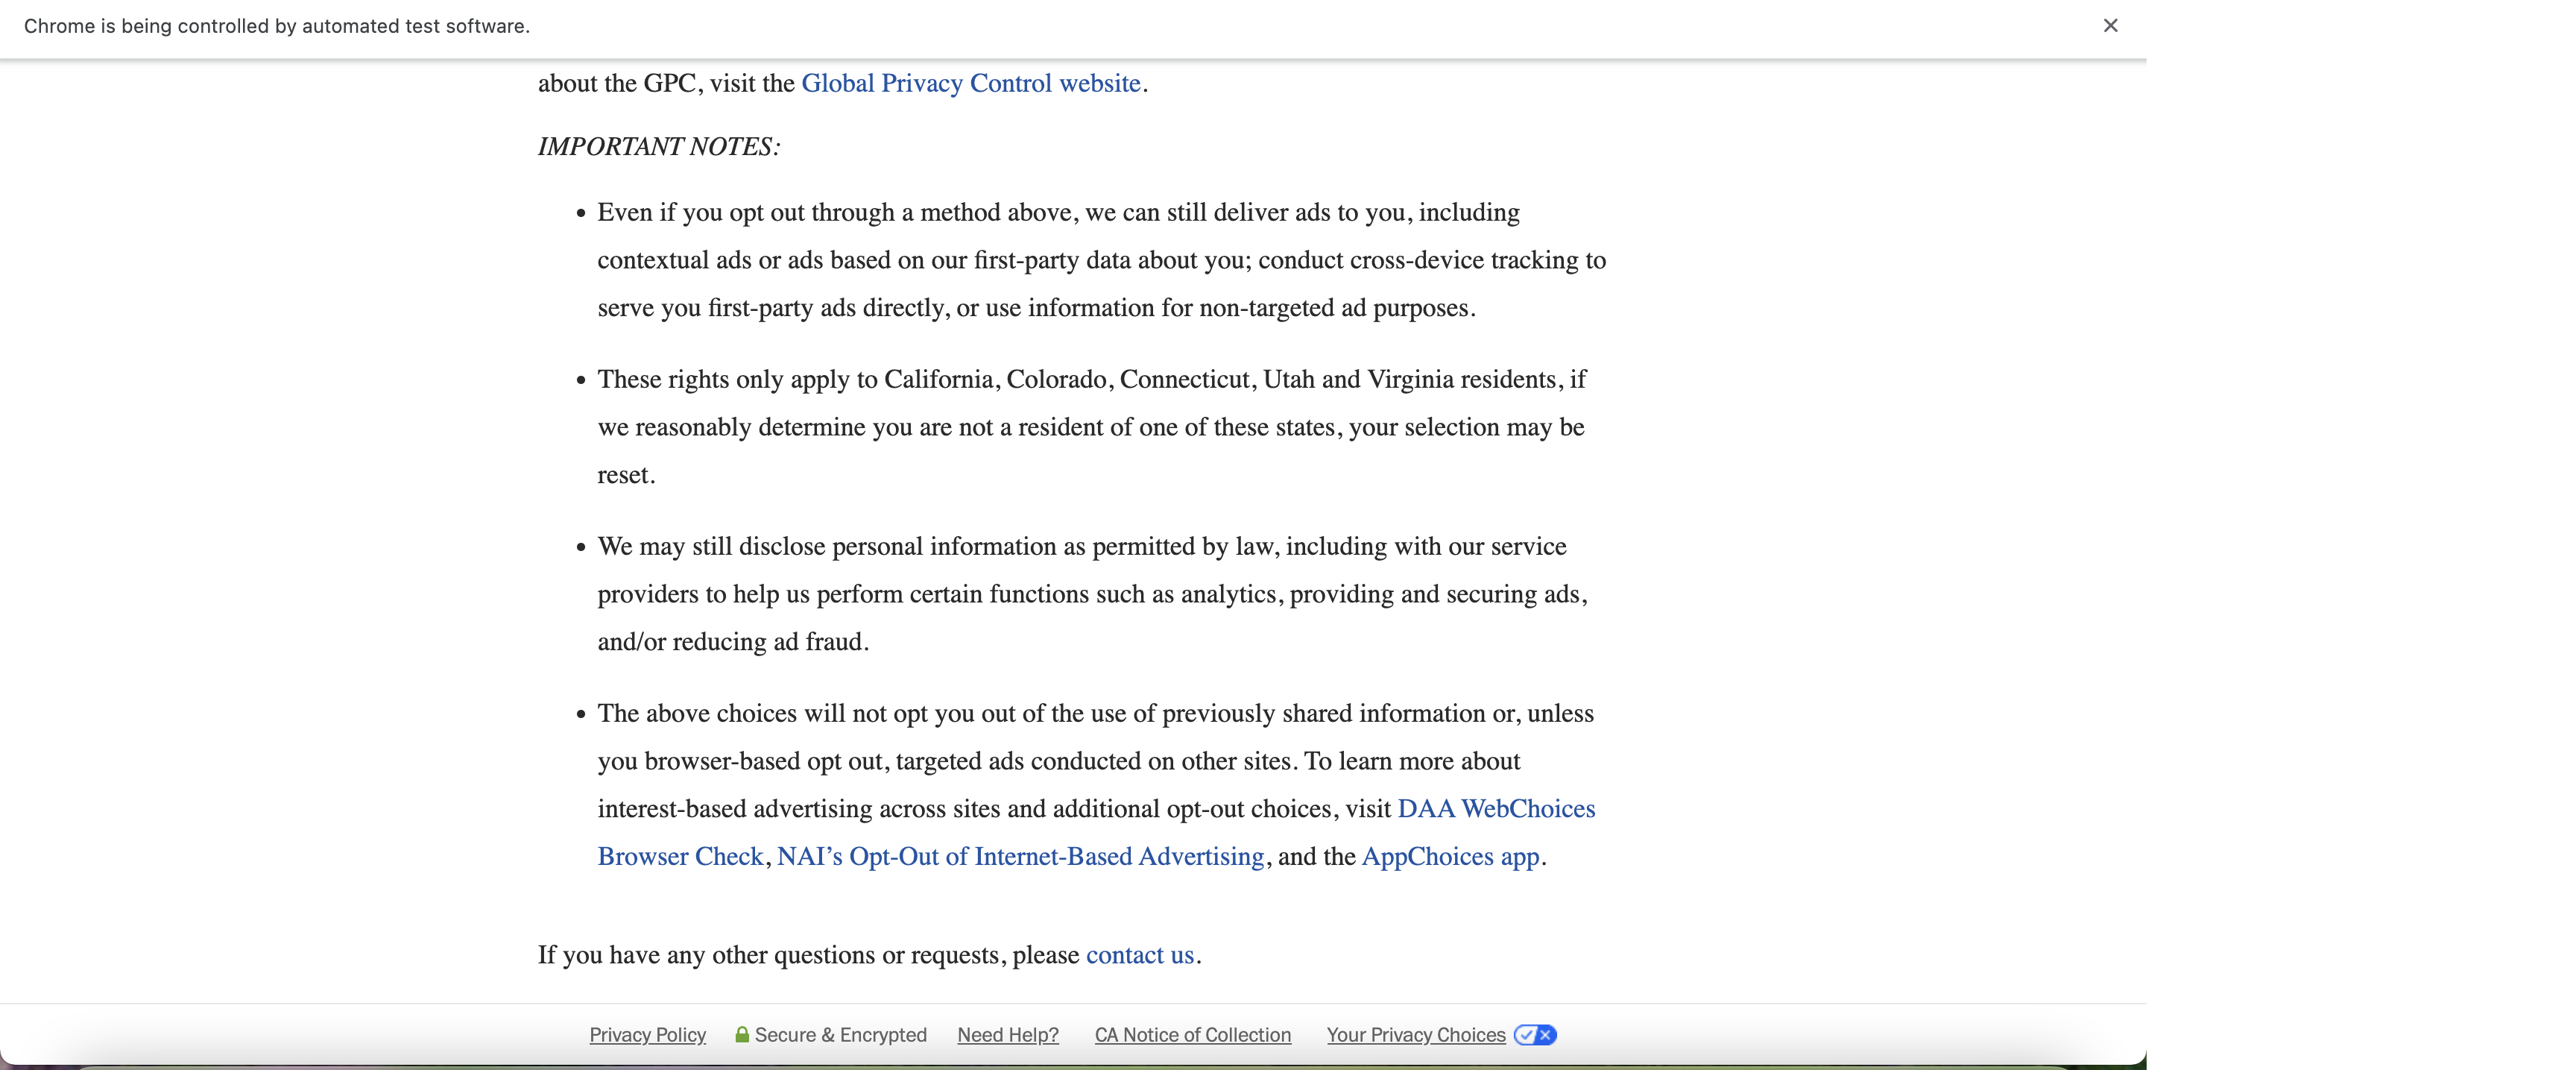 Chrome is being controlled by automated test software.
about the GPC, visit the Global Privacy Control website.
IMPORTANT NOTES:
• Even if you opt out through a method above, we can still deliver ads to you, including
contextual ads or ads based on our first-party data about you; conduct cross-device tracking to
serve you first-party ads directly, or use information for non-targeted ad purposes.
• These rights only apply to California, Colorado, Connecticut, Utah and Virginia residents, if
we reasonably determine you are not a resident of one of these states, your selection may be
reset.
• We may still disclose personal information as permitted by law, including with our service
providers to help us perform certain functions such as analytics, providing and securing ads,
and/or reducing ad fraud.
• The above choices will not opt you out of the use of previously shared information or, unless
you browser-based opt out, targeted ads conducted on other sites. To learn more about
interest-based advertising across sites and additional opt-out choices, visit DAA WebChoices
Browser Check, NAI’s Opt-Out of Internet-Based Advertising, and the AppChoices app.
If you have any other questions or requests, please contact us.
Privacy Policy Secure & Encrypted Need Help? CA Notice of Collection Your Privacy Choices